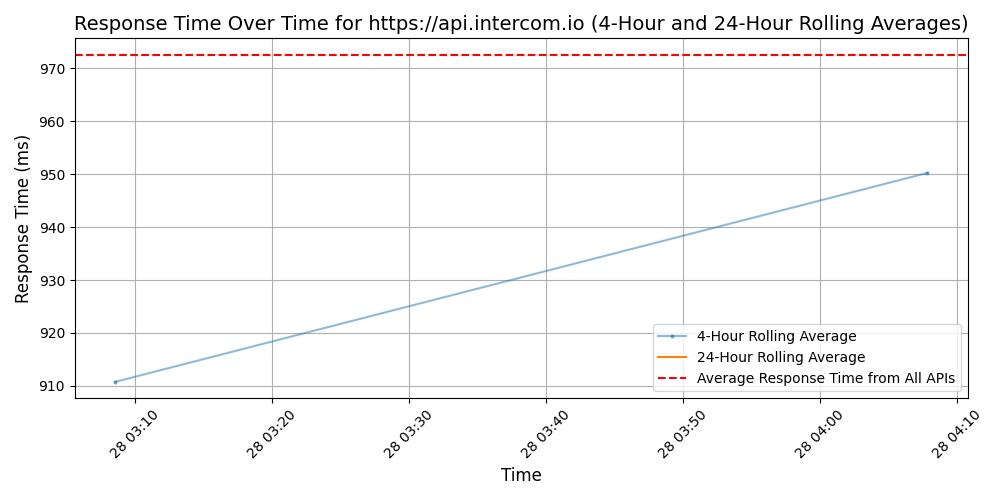 Response Time Over Time for https://api.intercom.io (4-Hour and 24-Hour Rolling Averages)
Response Time (ms)
970
960
950
940
930
920
910
4-Hour Rolling Average
24-Hour Rolling Average
Average Response Time from All APIs
28 03:10
28 03:20
28 03:30
28 03:40
28 03:50
28 04:00
28 04:10
Time